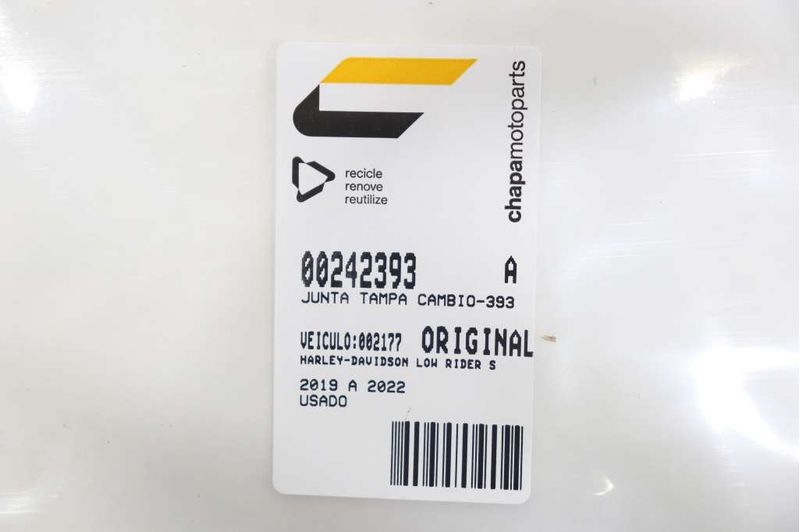 chapamotoparts
recicle
renove
reutilize
00242393 A
JUNTA TAMPA CAMBIO-393
VEICULO:002177 ORIGINAL
HARLEY-DAVIDSON LOW RIDER S
2019 A 2022
USADO